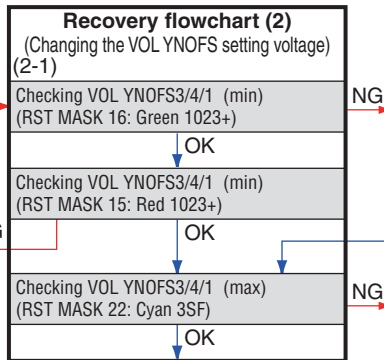 Recovery flowchart (2)
(Changing the VOL YNOFS setting voltage)
(2-1)
Checking VOL YNOFS3/4/1 (min)
(RST MASK 16: Green 1023+)
NG
OK
Checking VOL YNOFS3/4/1 (min)
(RST MASK 15: Red 1023+)
OK
Checking VOL YNOFS3/4/1 (max)
(RST MASK 22: Cyan 3SF)
NG
OK